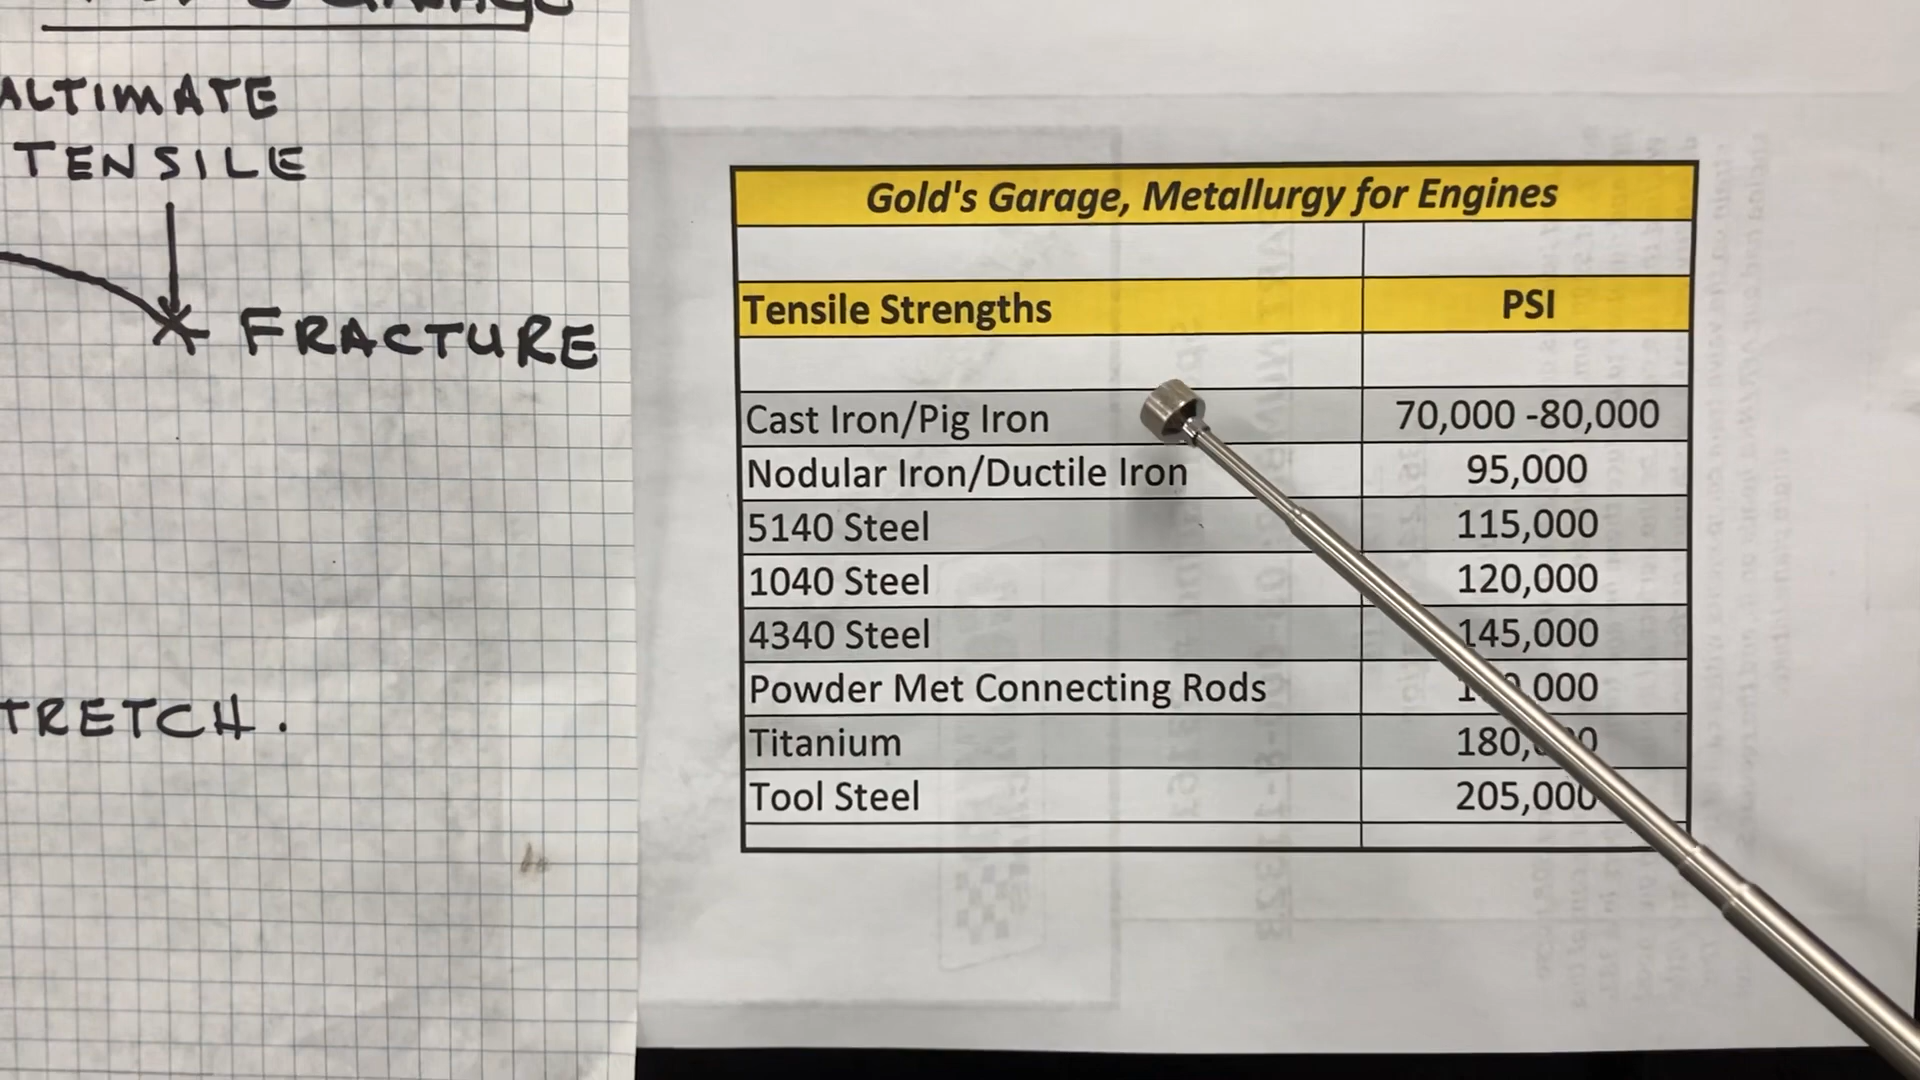 ALTIMATE
TENSILE
FRACTURE
TRETCH.
Gold's Garage, Metallurgy for Engines
Tensile Strengths PSI
Cast Iron/Pig Iron 70,000 -80,000
Nodular Iron/Ductile Iron 95,000
5140 Steel 115,000
1040 Steel 120,000
4340 Steel 145,000
Powder Met Connecting Rods
Titanium
Tool Steel 205,000